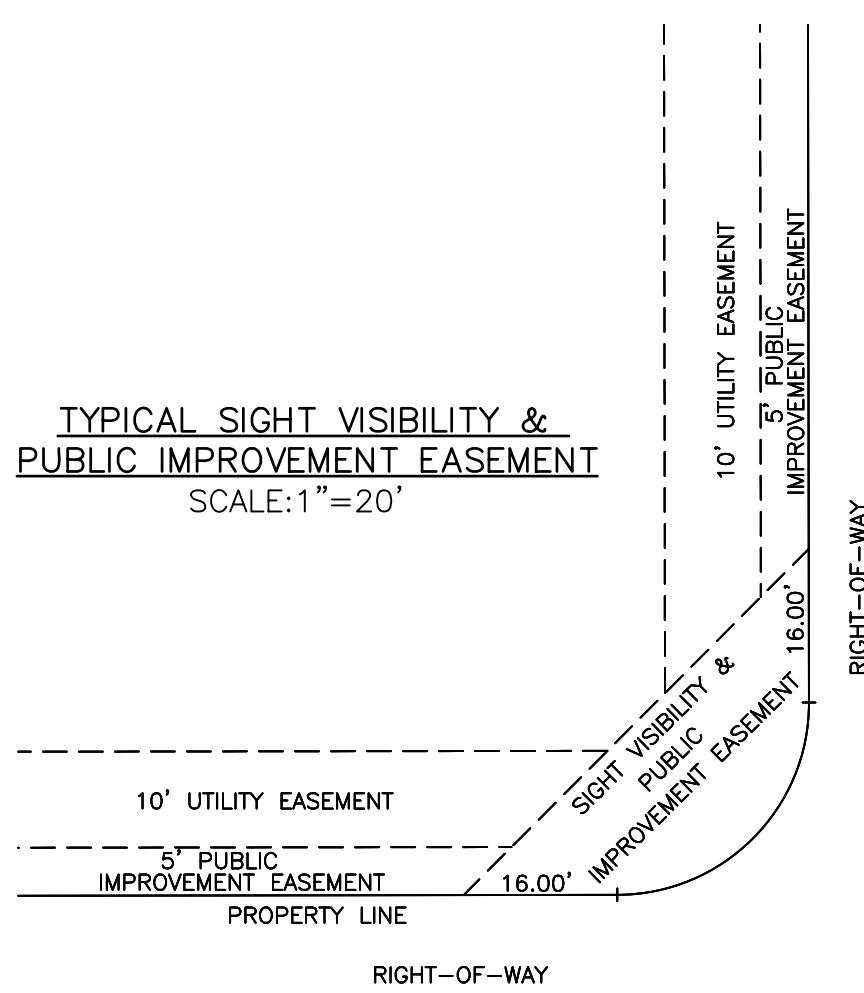 TYPICAL SIGHT VISIBILITY &
PUBLIC IMPROVEMENT EASEMENT
SCALE:1"=20'
10' UTILITY EASEMENT
5' PUBLIC
IMPROVEMENT EASEMENT
RIGHT-OF-WAY
16.00'
SIGHT VISIBILITY &
PUBLIC
IMPROVEMENT EASEMENT
10' UTILITY EASEMENT
5' PUBLIC
IMPROVEMENT EASEMENT
16.00'
PROPERTY LINE
RIGHT-OF-WAY